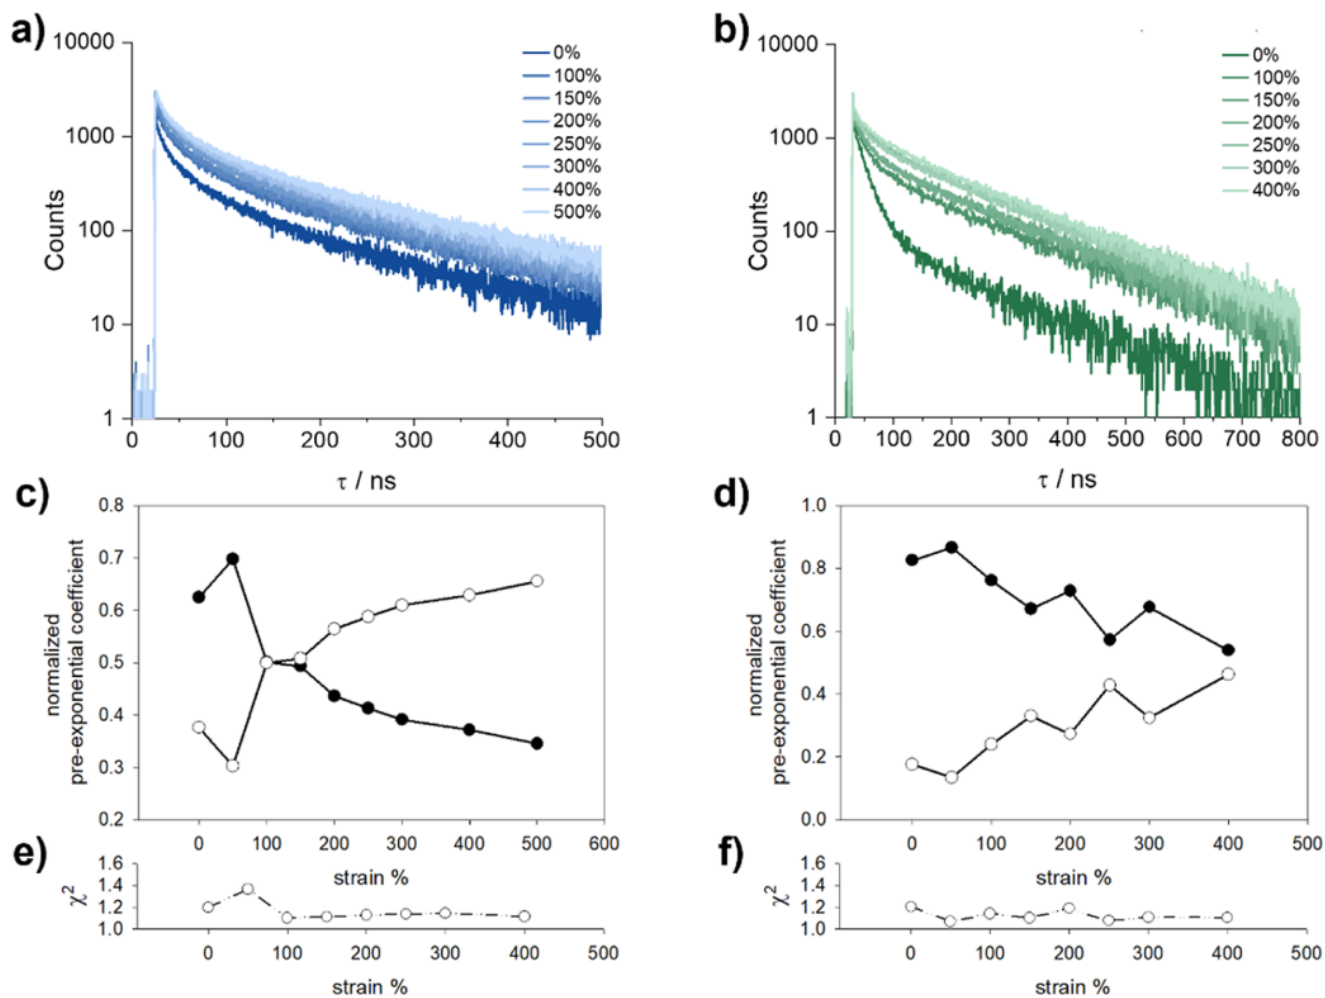 a)
10000
1000
100
10
1
Counts
0%
100%
150%
200%
250%
300%
400%
500%
0 100 200 300 400 500
τ / ns
b)
10000
1000
100
10
1
Counts
0%
100%
150%
200%
250%
300%
400%
0 100 200 300 400 500 600 700 800
τ / ns
c)
0.8
0.7
0.6
0.5
0.4
0.3
0.2
normalized
pre-exponential coefficient
0 100 200 300 400 500 600
strain %
d)
1.0
0.8
0.6
0.4
0.2
0.0
normalized
pre-exponential coefficient
0 100 200 300 400 500
strain %
e)
1.6
1.4
1.2
1.0
χ²
0 100 200 300 400 500
strain %
f)
1.6
1.4
1.2
1.0
χ²
0 100 200 300 400 500
strain %